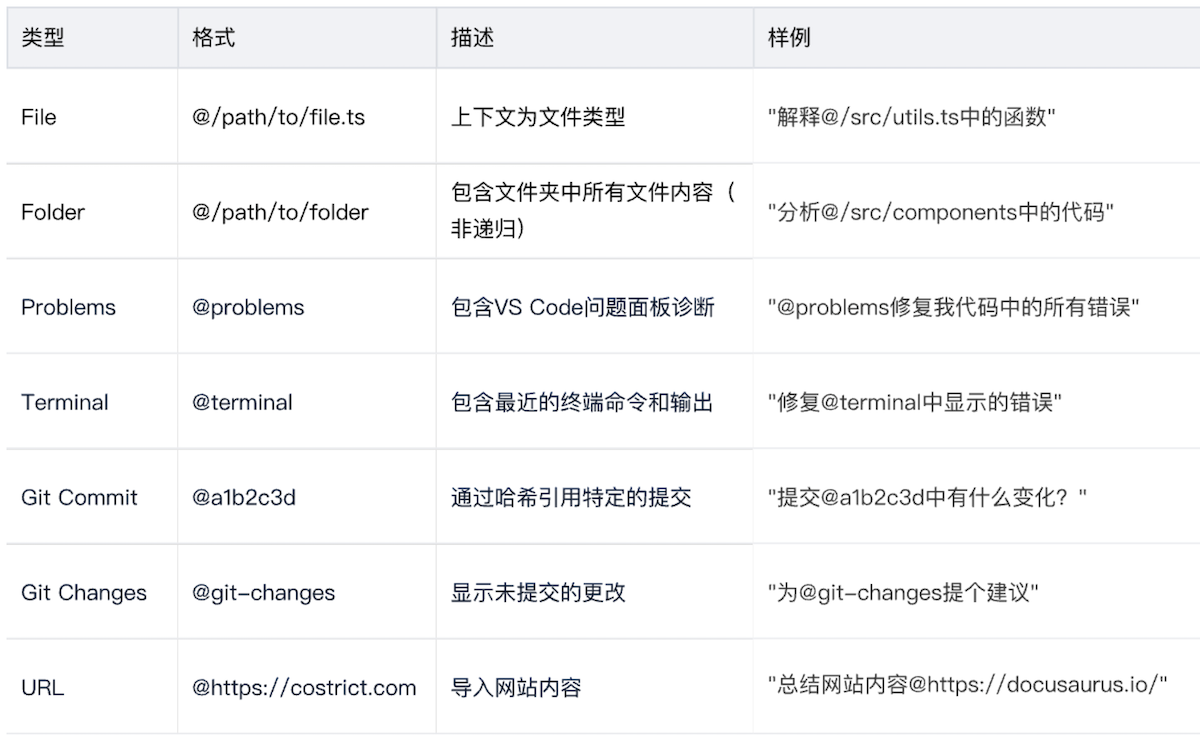 类型 格式 描述 样例
File @/path/to/file.ts 上下文为文件类型 "解释@/src/utils.ts中的函数"
Folder @/path/to/folder 包含文件夹中所有文件内容（
非递归） "分析@/src/components中的代码"
Problems @problems 包含VS Code问题面板诊断 "@problems修复我代码中的所有错误"
Terminal @terminal 包含最近的终端命令和输出 "修复@terminal中显示的错误"
Git Commit @a1b2c3d 通过哈希引用特定的提交 "提交@a1b2c3d中有什么变化？"
Git Changes @git-changes 显示未提交的更改 "为@git-changes提个建议"
URL @https://costrict.com 导入网站内容 "总结网站内容@https://docusaurus.io/"